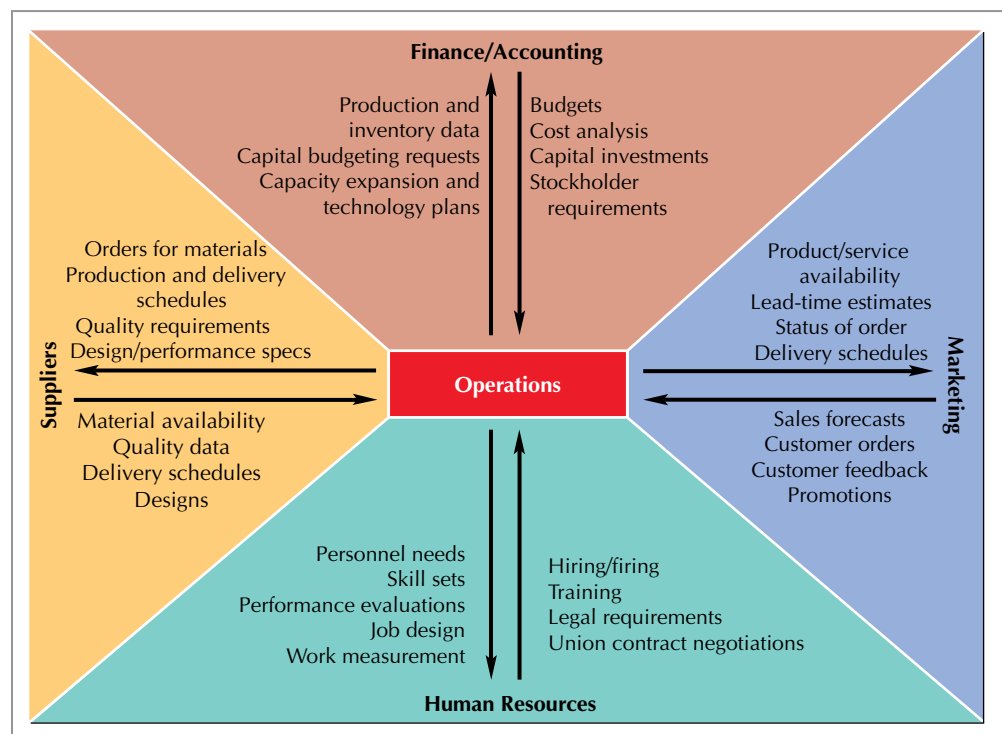 Finance/Accounting
Production and
inventory data
Capital budgeting requests
Capacity expansion and
technology plans
Budgets
Cost analysis
Capital investments
Stockholder
requirements
Orders for materials
Production and delivery
schedules
Quality requirements
Design/performance specs
Suppliers
Material availability
Quality data
Delivery schedules
Designs
Operations
Product/service
availability
Lead-time estimates
Status of order
Delivery schedules
Marketing
Sales forecasts
Customer orders
Customer feedback
Promotions
Personnel needs
Skill sets
Performance evaluations
Job design
Work measurement
Hiring/firing
Training
Legal requirements
Union contract negotiations
Human Resources